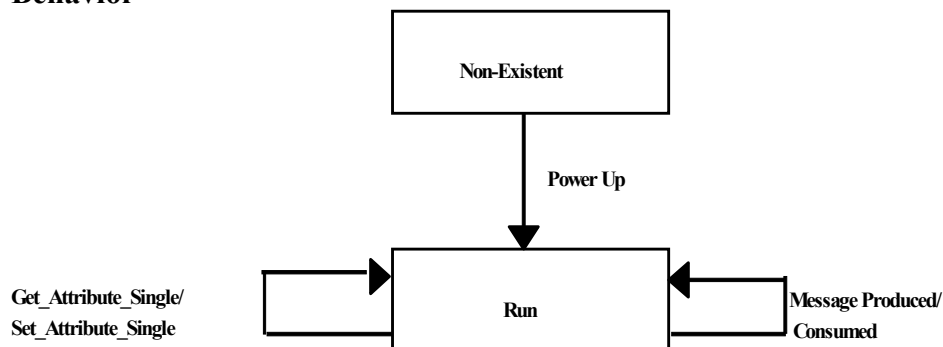 Behavior
Non-Existent
Power Up
Get_Attribute_Single/
Set_Attribute_Single
Run
Message Produced/
Consumed